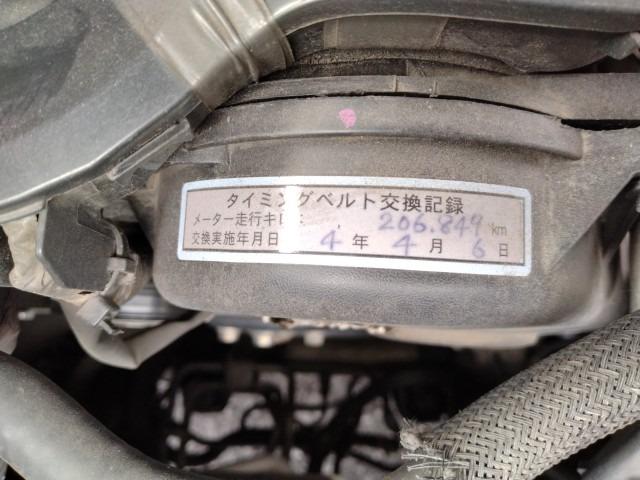 タイミングベルト交換記録
メーター走行キロ 206.849 km
交換実施年月日 4年 4月 6日